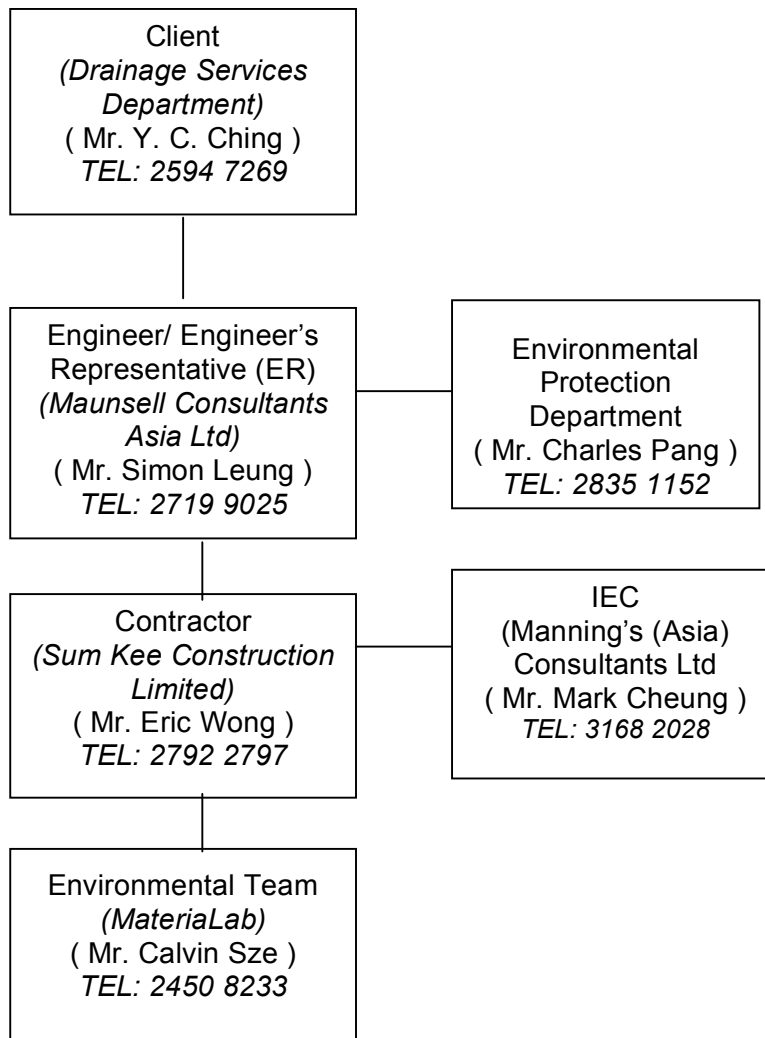 Client
(Drainage Services
Department)
( Mr. Y. C. Ching )
TEL: 2594 7269
Engineer/ Engineer’s
Representative (ER)
(Maunsell Consultants
Asia Ltd)
( Mr. Simon Leung )
TEL: 2719 9025
Environmental
Protection
Department
( Mr. Charles Pang )
TEL: 2835 1152
Contractor
(Sum Kee Construction
Limited)
( Mr. Eric Wong )
TEL: 2792 2797
IEC
(Manning’s (Asia)
Consultants Ltd
( Mr. Mark Cheung )
TEL: 3168 2028
Environmental Team
(MateriaLab)
( Mr. Calvin Sze )
TEL: 2450 8233